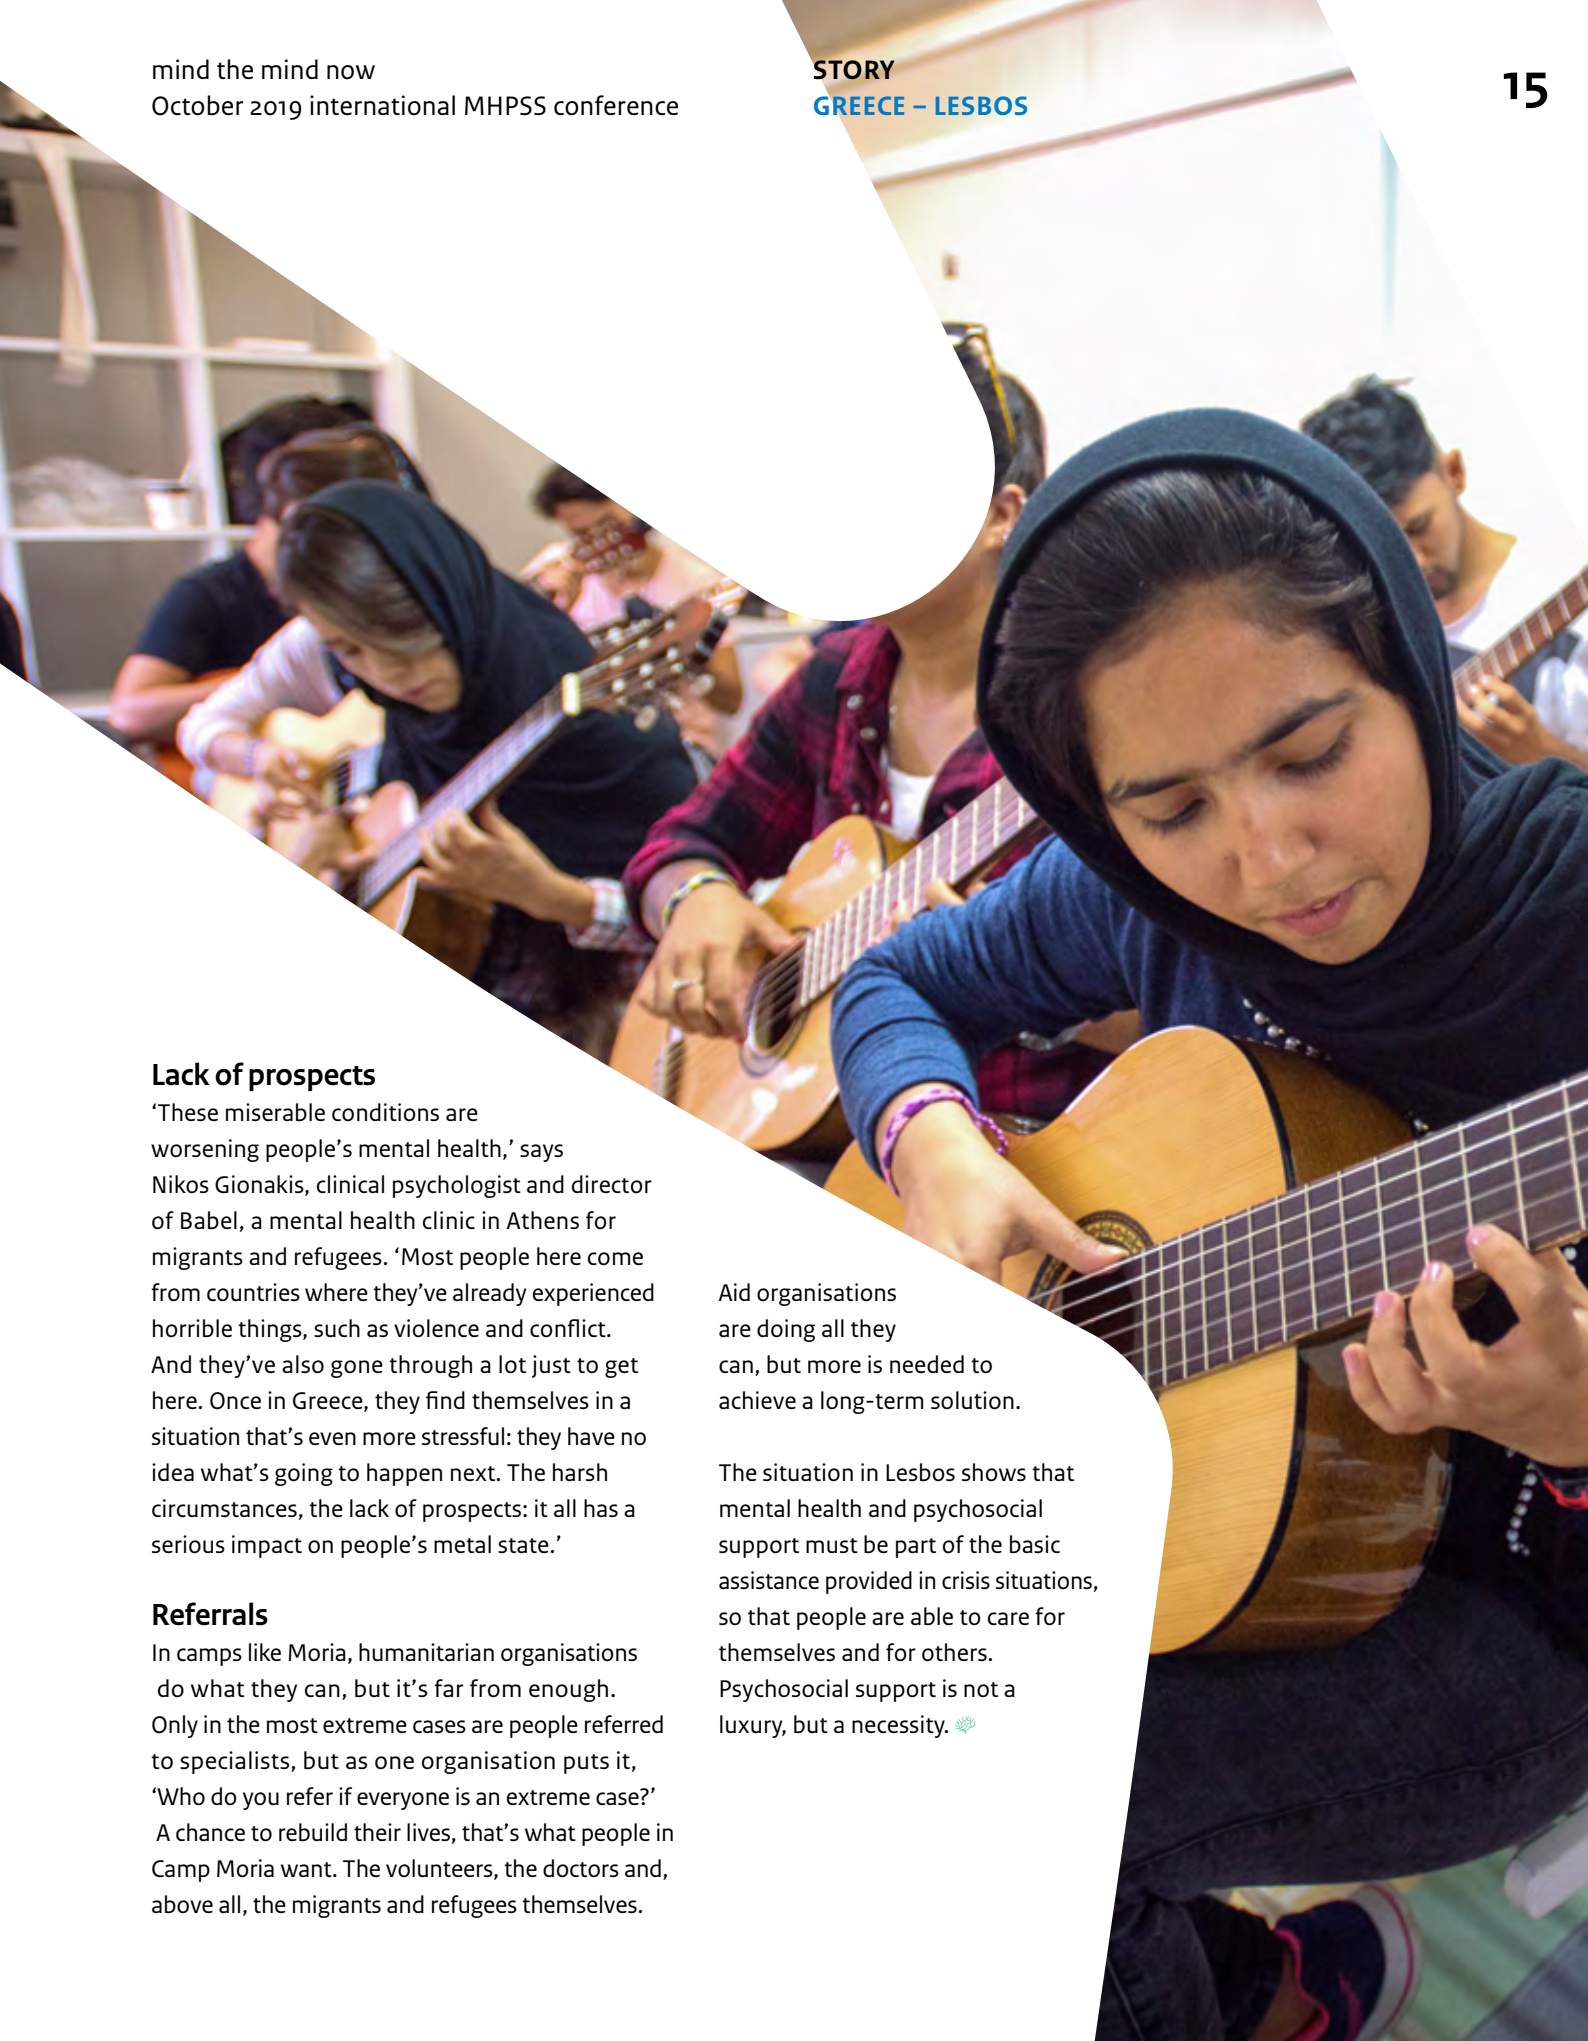 mind the mind now
October 2019 international MHPSS conference
STORY
GREECE – LESBOS
15
Lack of prospects
‘These miserable conditions are
worsening people’s mental health,’ says
Nikos Gionakis, clinical psychologist and director
of Babel, a mental health clinic in Athens for
migrants and refugees. ‘Most people here come
from countries where they’ve already experienced
horrible things, such as violence and conflict.
And they’ve also gone through a lot just to get
here. Once in Greece, they find themselves in a
situation that’s even more stressful: they have no
idea what’s going to happen next. The harsh
circumstances, the lack of prospects: it all has a
serious impact on people’s metal state.’
Referrals
In camps like Moria, humanitarian organisations
do what they can, but it’s far from enough.
Only in the most extreme cases are people referred
to specialists, but as one organisation puts it,
‘Who do you refer if everyone is an extreme case?’
A chance to rebuild their lives, that’s what people in
Camp Moria want. The volunteers, the doctors and,
above all, the migrants and refugees themselves.
Aid organisations
are doing all they
can, but more is needed to
achieve a long-term solution.
The situation in Lesbos shows that
mental health and psychosocial
support must be part of the basic
assistance provided in crisis situations,
so that people are able to care for
themselves and for others.
Psychosocial support is not a
luxury, but a necessity.